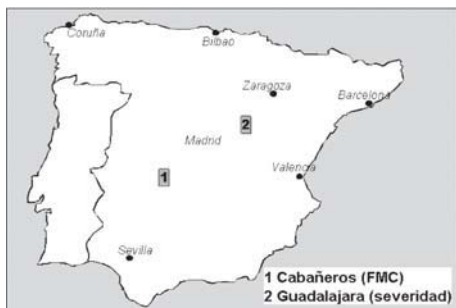 Coruña
Bilbao
Zaragoza
Barcelona
2
Madrid
1
Valencia
Sevilla
1 Cabañeros (FMC)
2 Guadalajara (severidad)